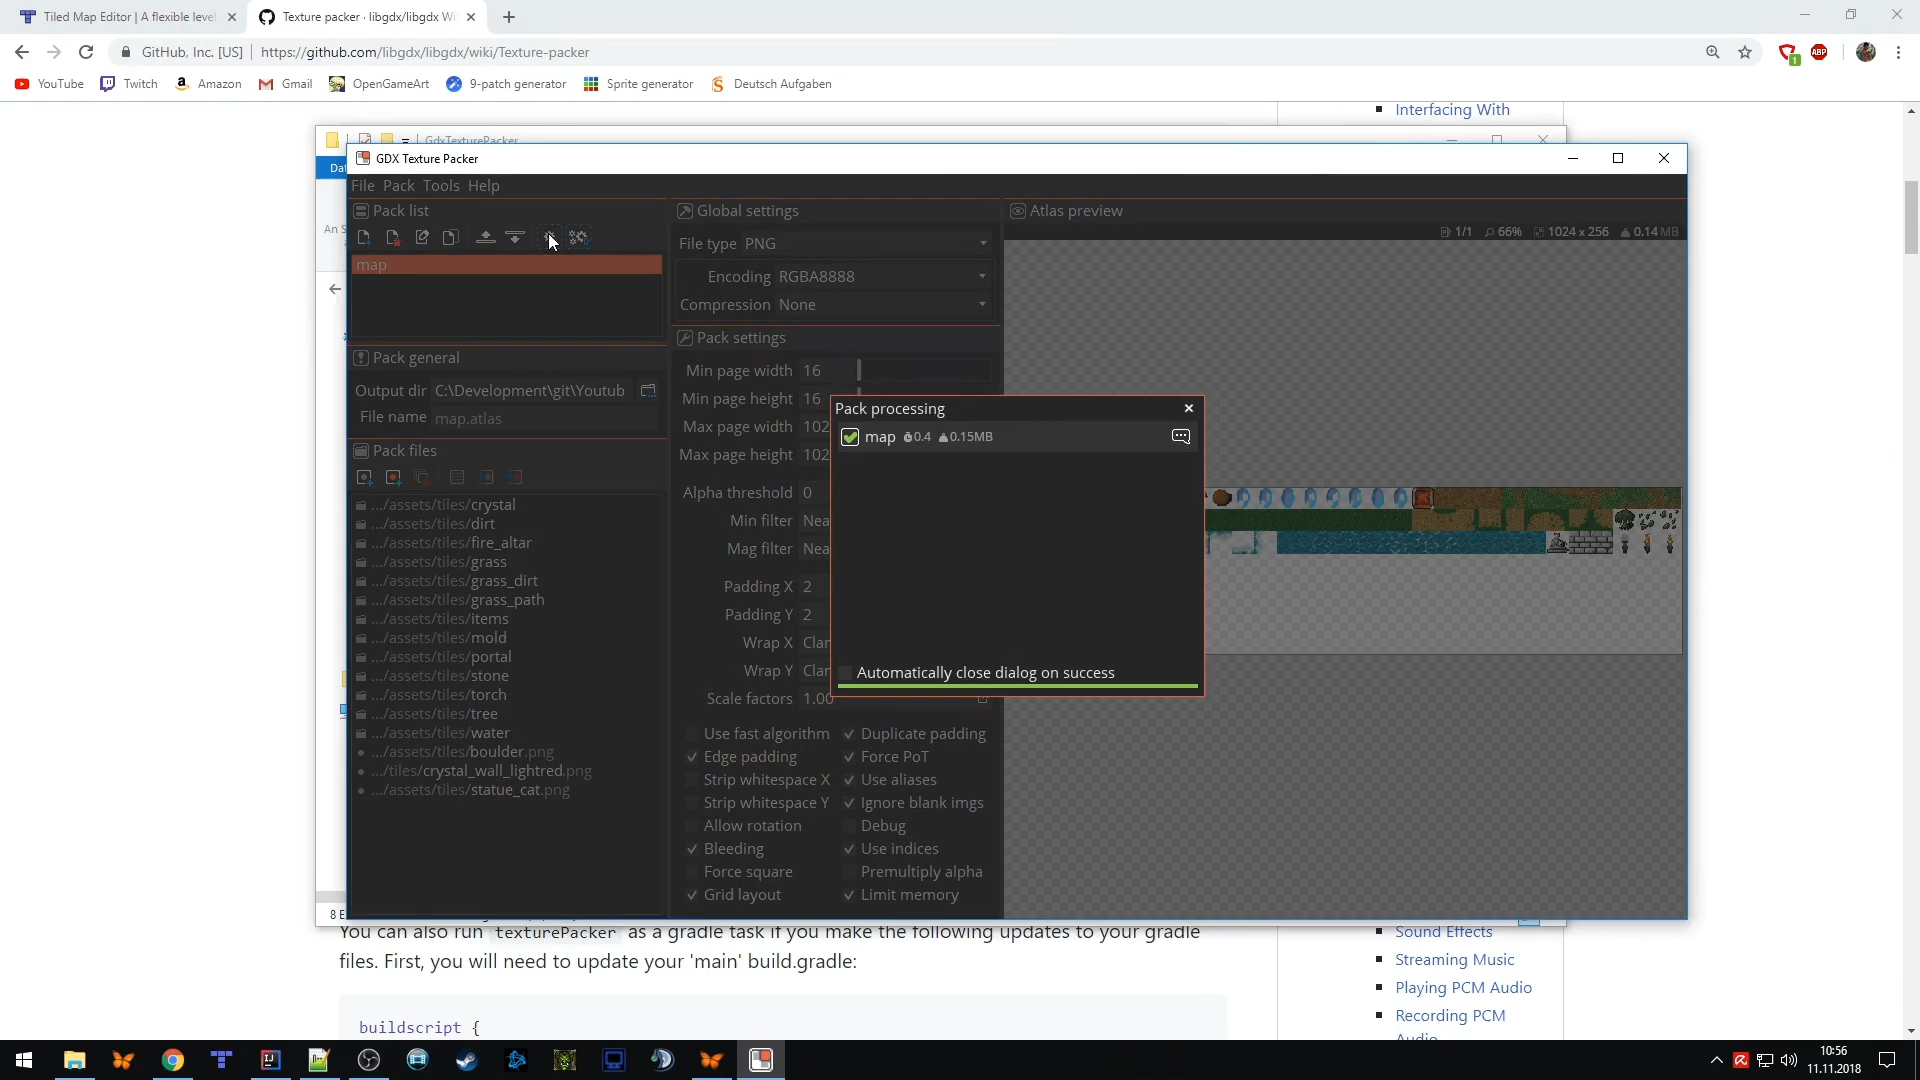 Tiled Map Editor | A flexible level
Texture packer · libgdx/libgdx Wi
GitHub, Inc. [US]
https://github.com/libgdx/libgdx/wiki/Texture-packer
1
ABP
YouTube
Twitch
Amazon
Gmail
OpenGameArt
9-patch generator
Sprite generator
Deutsch Aufgaben
Interfacing With
GdxTexturePacker
Dat
GDX Texture Packer
File Pack Tools Help
Pack list
map
Pack general
Output dir C:\Development\git\Youtub
File name map.atlas
Pack files
.../assets/tiles/crystal
.../assets/tiles/dirt
.../assets/tiles/fire_altar
.../assets/tiles/grass
.../assets/tiles/grass_dirt
.../assets/tiles/grass_path
.../assets/tiles/items
.../assets/tiles/mold
.../assets/tiles/portal
.../assets/tiles/stone
.../assets/tiles/torch
.../assets/tiles/tree
.../assets/tiles/water
.../assets/tiles/boulder.png
.../tiles/crystal_wall_lightred.png
.../assets/tiles/statue_cat.png
Global settings
File type PNG
Encoding RGBA8888
Compression None
Pack settings
Min page width 16
Min page height 16
Max page width 102
Max page height 102
Alpha threshold 0
Min filter Nea
Mag filter Nea
Padding X 2
Padding Y 2
Wrap X Clar
Wrap Y Clar
Scale factors 1.00
Use fast algorithm
Duplicate padding
Edge padding
Force PoT
Strip whitespace X
Use aliases
Strip whitespace Y
Ignore blank imgs
Allow rotation
Debug
Bleeding
Use indices
Force square
Premultiply alpha
Grid layout
Limit memory
Atlas preview
1/1 66% 1024 x 256 0.14MB
Pack processing
map 0.4 0.15MB
Automatically close dialog on success
An S
8 E
You can also run texturePacker as a gradle task if you make the following updates to your gradle
files. First, you will need to update your 'main' build.gradle:
buildscript {
Sound Effects
Streaming Music
Playing PCM Audio
Recording PCM
Audio
10:56
11.11.2018